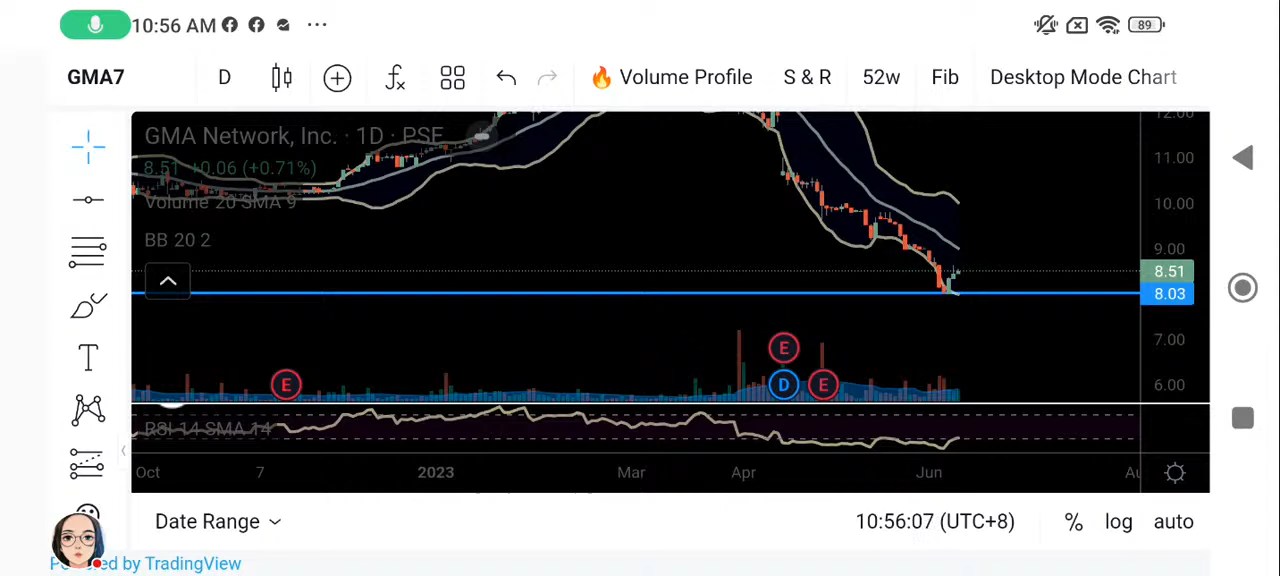 10:56 AM
89
GMA7 D Volume Profile S & R 52w Fib Desktop Mode Chart
GMA Network, Inc. · 1D · PSE
8.51 +0.06 (+0.71%)
Volume 20 SMA 9
BB 20 2
12.00
11.00
10.00
9.00
8.51
8.03
7.00
6.00
E
E
D
E
RSI 14 SMA 14
Oct 7 2023 Mar Apr Jun
Date Range 10:56:07 (UTC+8) % log auto
by TradingView